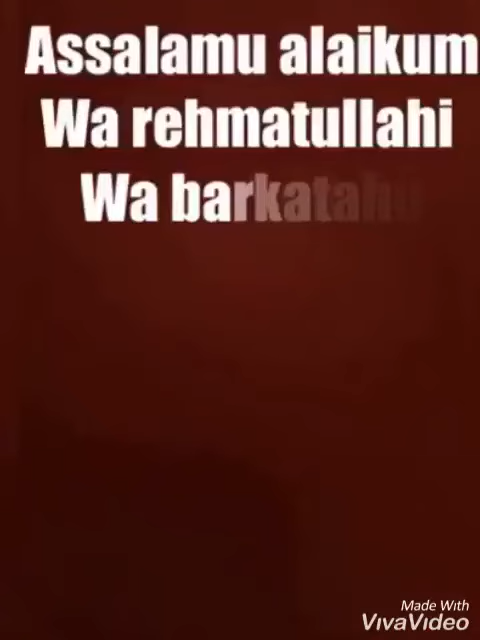 Assalamu alaikum
Wa rehmatullahi
Wa barkatahu
Made With
VivaVideo